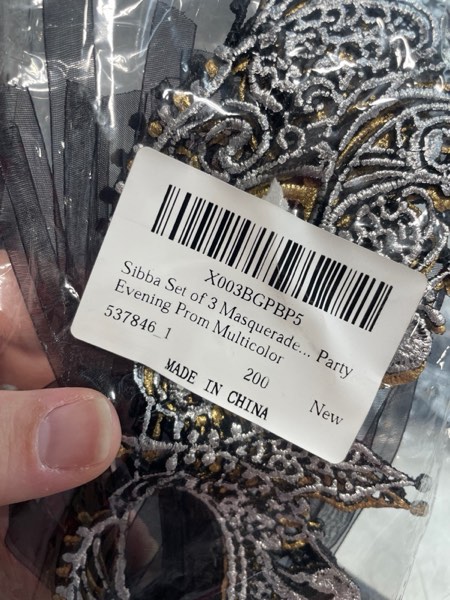 X003BGPBP5
Sibba Set of 3 Masquerade... Party
Evening Prom Multicolor
537846_1
200
New
MADE IN CHINA